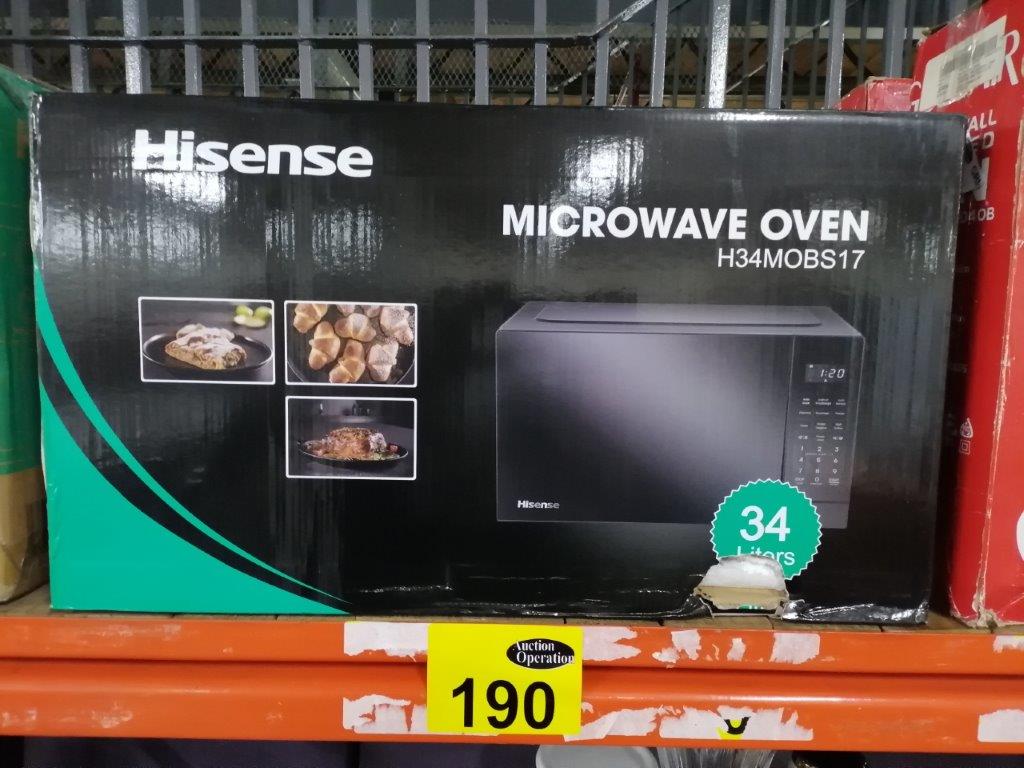 Hisense
MICROWAVE OVEN
H34MOBS17
1:20
Hisense
34
Liters
Auction
Operation
190